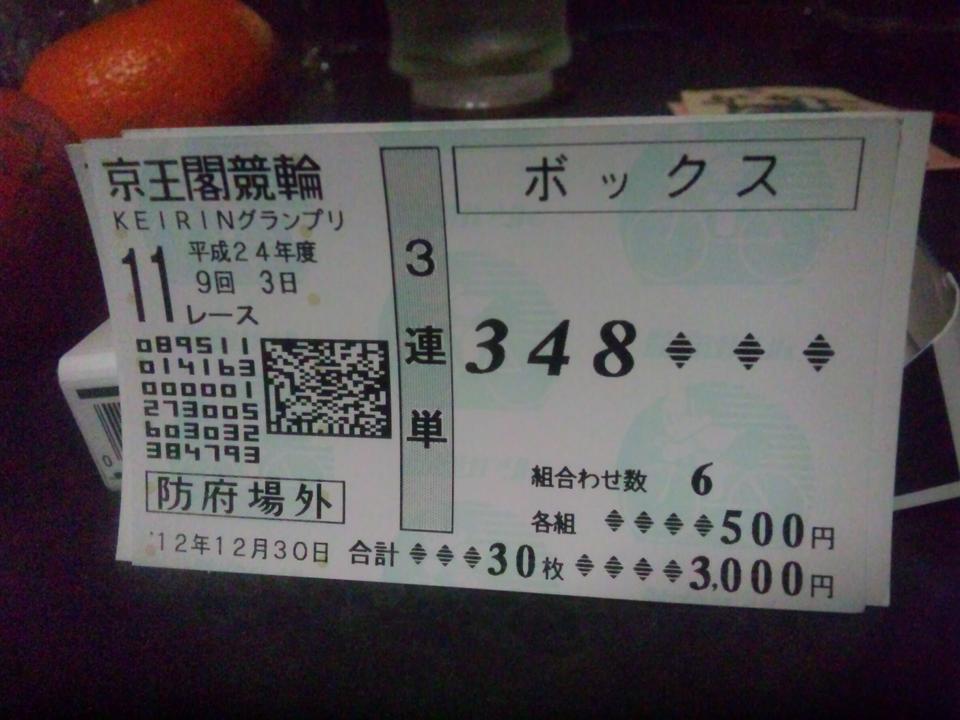 京王閣競輪
KEIRINグランプリ
11レース
平成24年度
9回 3日
089511
014163
000001
273005
603032
384793
防府場外
'12年12月30日
3連単
ボックス
348
組合わせ数 6
各組 500円
合計 30枚 3,000円
0